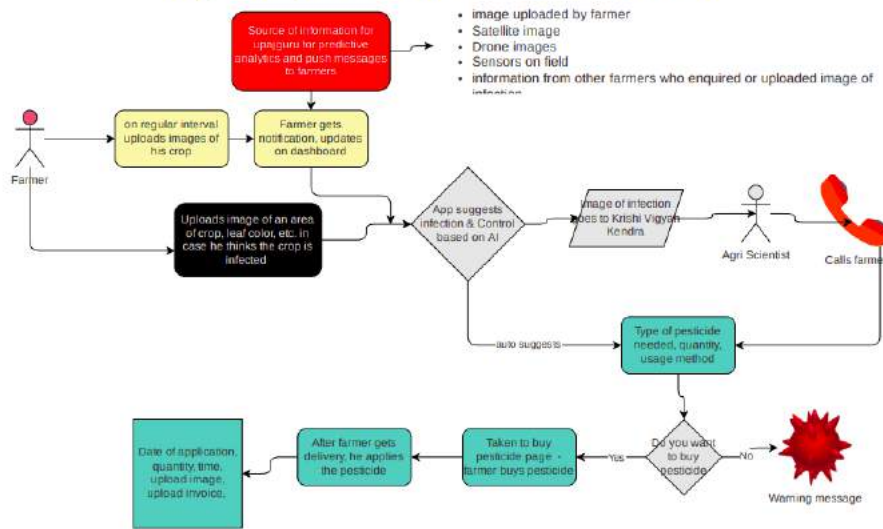 Source of information for
upajguru for predictive
analytics and push messages
to farmers
• image uploaded by farmer
• Satellite image
• Drone images
• Sensors on field
• information from other farmers who enquired or uploaded image of
infection
Farmer
on regular interval
uploads images of
his crop
Farmer gets
notification, updates
on dashboard
Uploads image of an area
of crop, leaf color, etc. in
case he thinks the crop is
infected
App suggests
infection & Control
based on AI
Image of infection
goes to Krishi Vigyan
Kendra
Agri Scientist
Calls farmer
auto suggests
Type of pesticide
needed, quantity,
usage method
Do you want
to buy
pesticide
Yes
No
Warning message
Taken to buy
pesticide page -
farmer buys pesticide
After farmer gets
delivery, he applies
the pesticide
Date of application,
quantity, time,
upload image,
upload invoice,